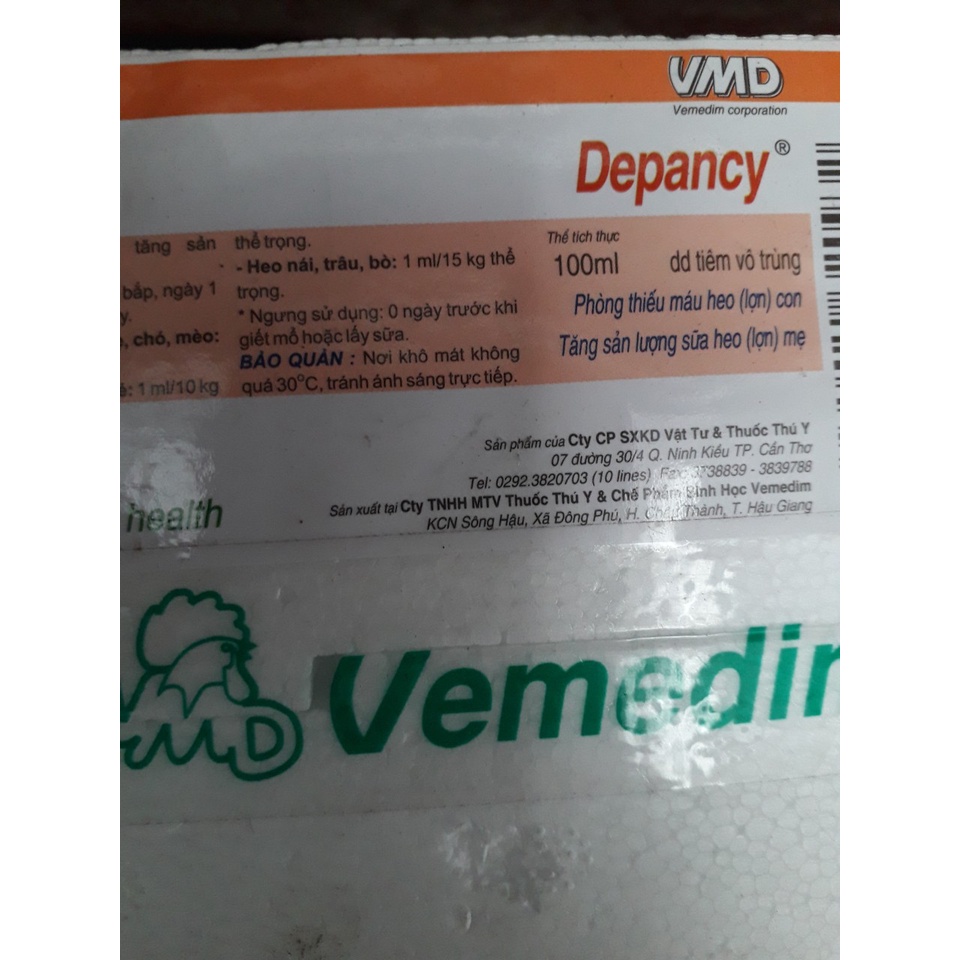 VMD
Vemedim corporation
Depancy®
tăng sản
bắp, ngày 1
y.
, chó, mèo:
: 1 ml/10 kg
thể trọng.
- Heo nái, trâu, bò: 1 ml/15 kg thể
trọng.
* Ngưng sử dụng: 0 ngày trước khi
giết mổ hoặc lấy sữa.
BẢO QUẢN : Nơi khô mát không
quá 30°C, tránh ánh sáng trực tiếp.
Thể tích thực
100ml dd tiêm vô trùng
Phòng thiếu máu heo (lợn) con
Tăng sản lượng sữa heo (lợn) mẹ
Sản phẩm của Cty CP SXKD Vật Tư & Thuốc Thú Y
07 đường 30/4 Q. Ninh Kiều TP. Cần Thơ
Tel: 0292.3820703 (10 lines) Fax: 3738839 - 3839788
Sản xuất tại Cty TNHH MTV Thuốc Thú Y & Chế Phẩm Sinh Học Vemedim
KCN Sông Hậu, Xã Đông Phú, H. Châu Thành, T. Hậu Giang
health
VMD
Vemedim